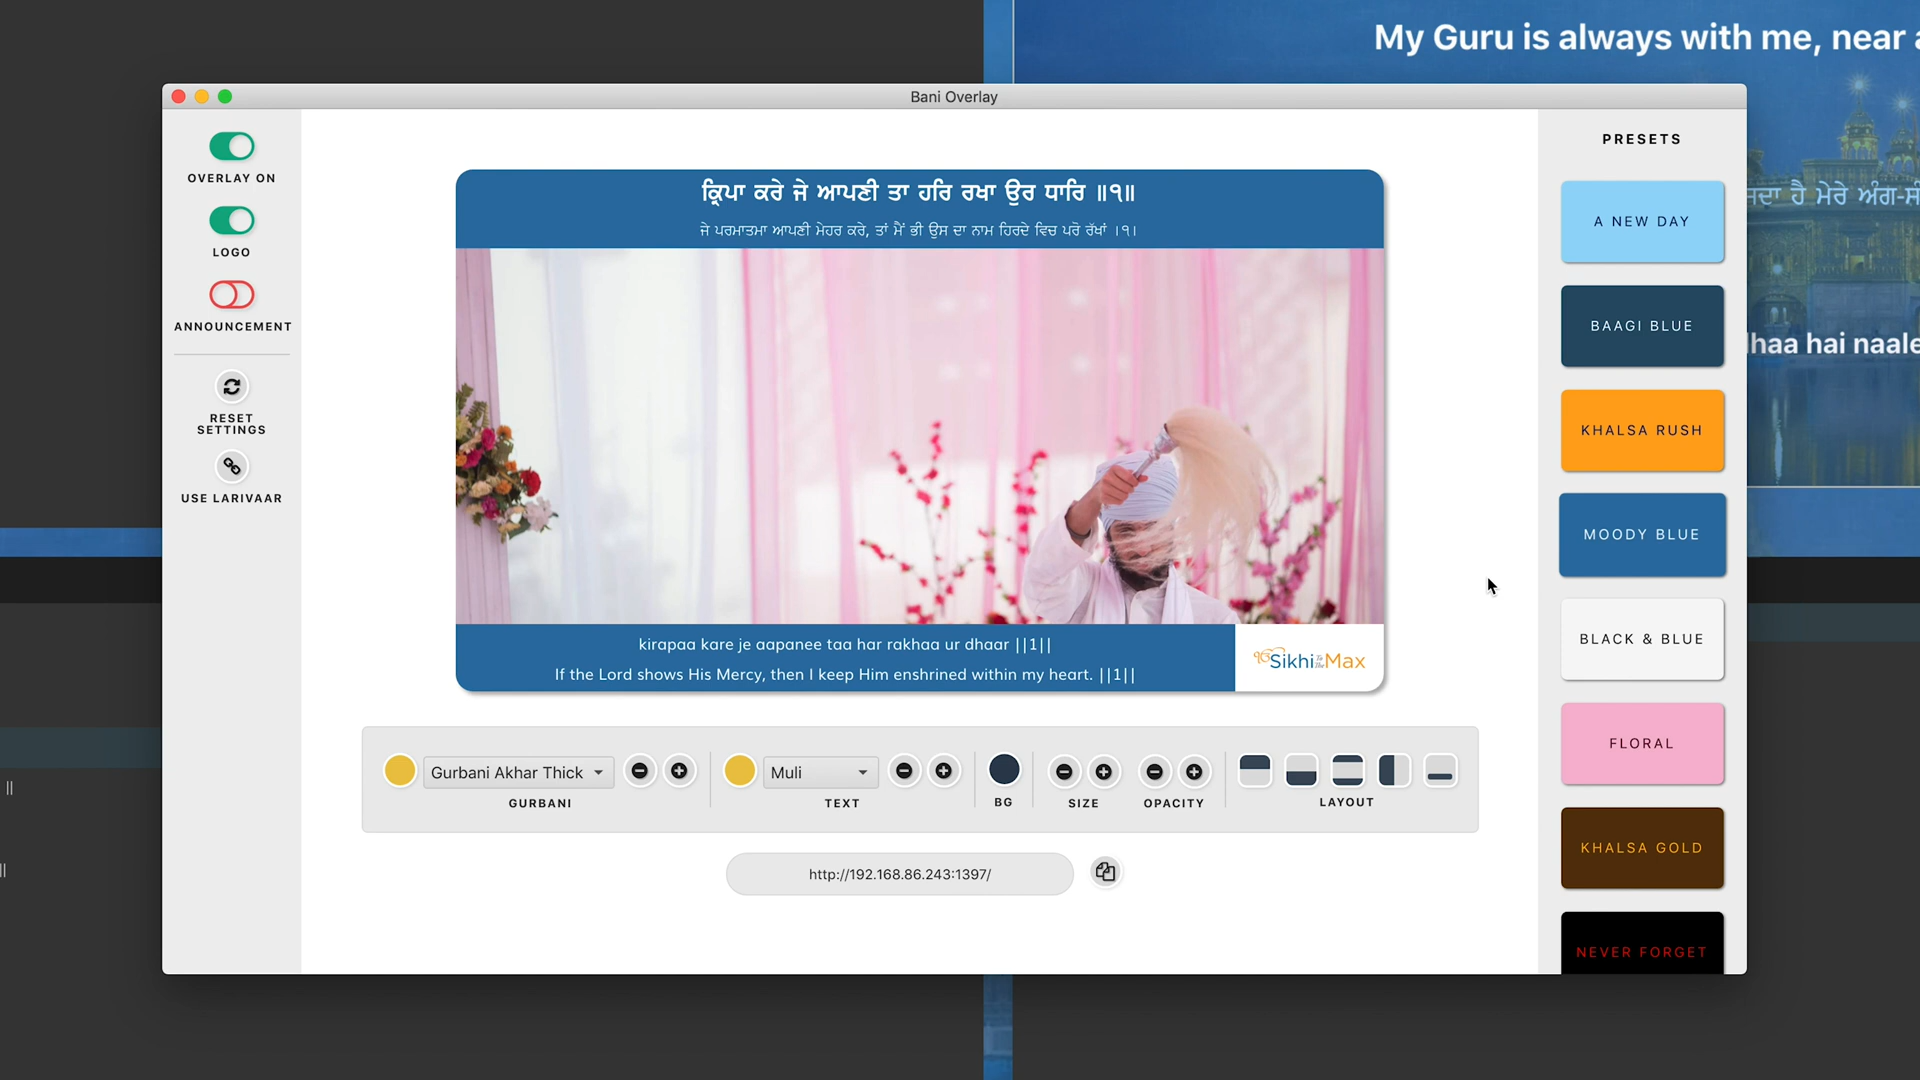 My Guru is always with me, near
Bani Overlay
OVERLAY ON
LOGO
ANNOUNCEMENT
RESET
SETTINGS
USE LARIVAAR
ਕ੍ਰਿਪਾ ਕਰੇ ਜੇ ਆਪਣੀ ਤਾ ਹਰਿ ਰਖਾ ਉਰ ਧਾਰਿ ॥੧॥
ਜੇ ਪਰਮਾਤਮਾ ਆਪਣੀ ਮੇਹਰ ਕਰੇ, ਤਾਂ ਮੈਂ ਭੀ ਉਸ ਦਾ ਨਾਮ ਹਿਰਦੇ ਵਿਚ ਪਰੋ ਰੱਖਾਂ ।੧।
kirapaa kare je aapanee taa har rakhaa ur dhaar ||1||
If the Lord shows His Mercy, then I keep Him enshrined within my heart. ||1||
ੴSikhi To the Max
Gurbani Akhar Thick
GURBANI
Muli
TEXT
BG
SIZE
OPACITY
LAYOUT
http://192.168.86.243:1397/
PRESETS
A NEW DAY
BAAGI BLUE
KHALSA RUSH
MOODY BLUE
BLACK & BLUE
FLORAL
KHALSA GOLD
NEVER FORGET
ਹੈ ਮੇਰੇ
hai
॥
॥